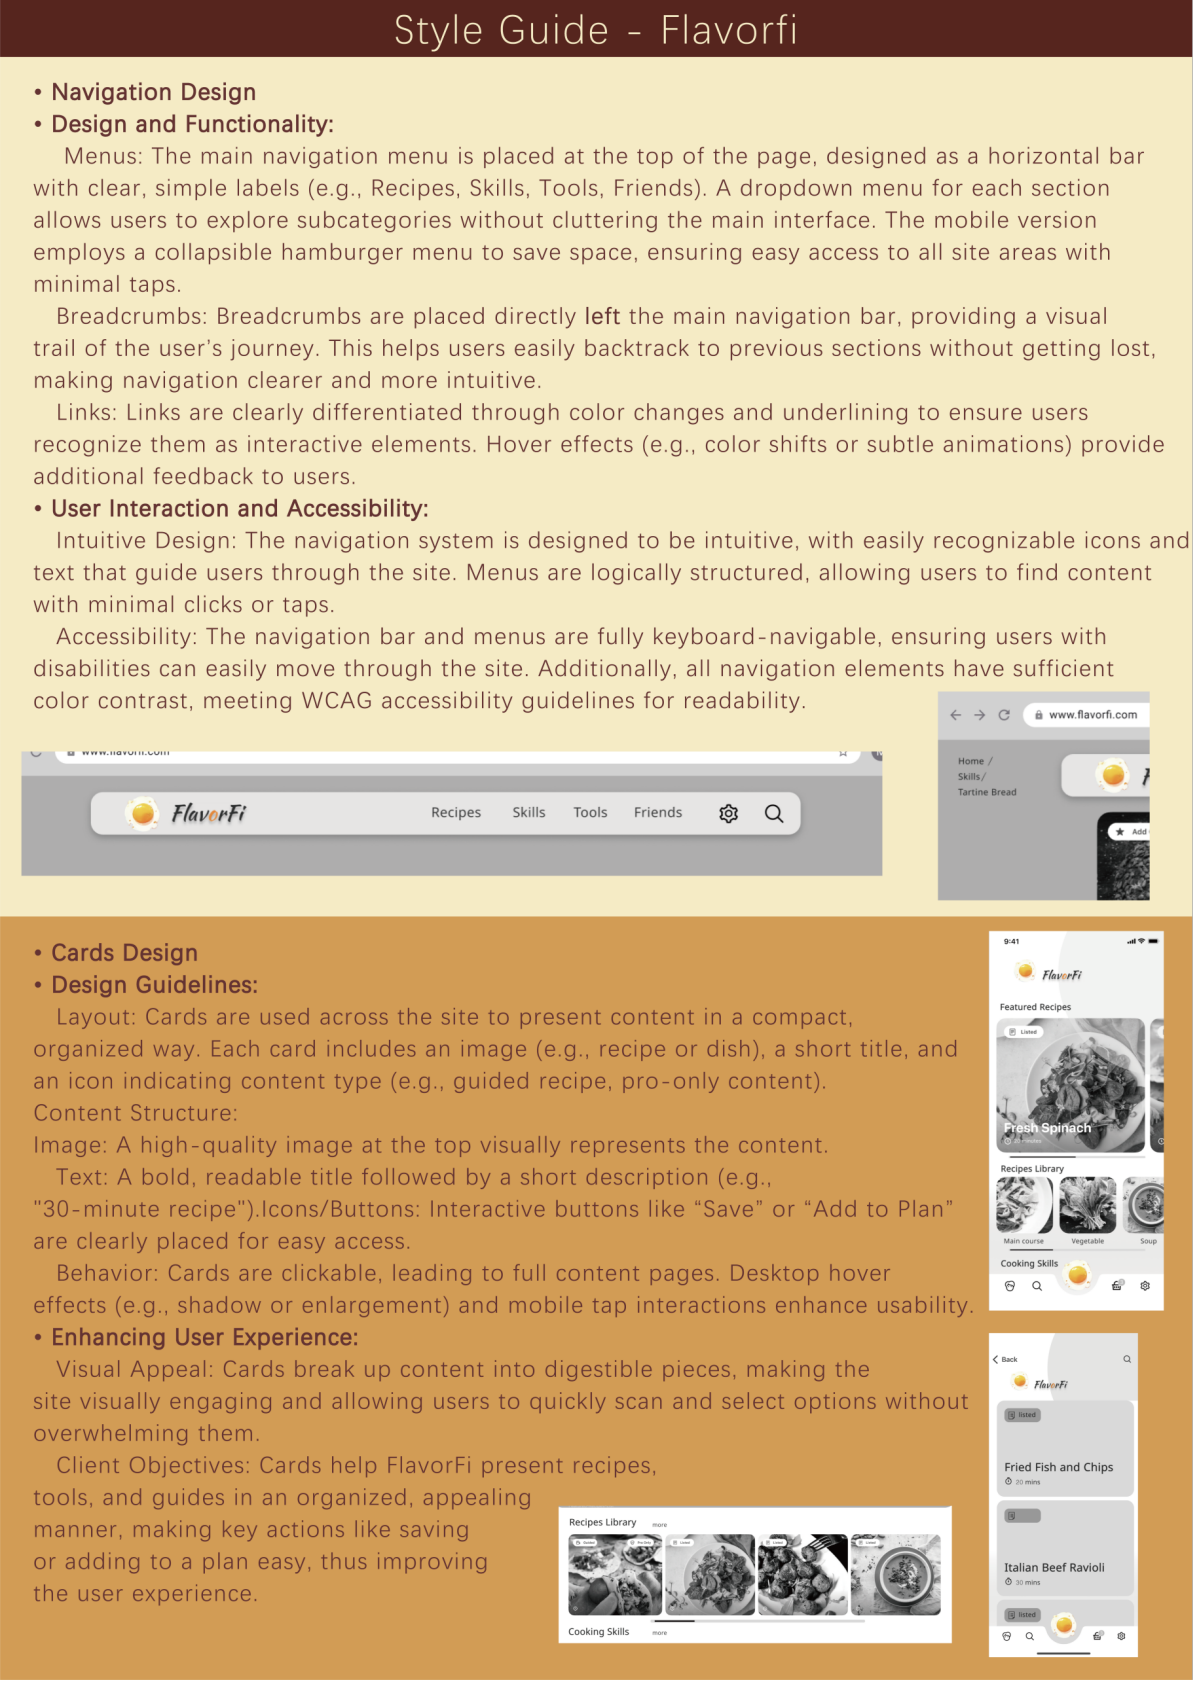 Style Guide - Flavorfi
• Navigation Design
• Design and Functionality:
Menus: The main navigation menu is placed at the top of the page, designed as a horizontal bar
with clear, simple labels (e.g., Recipes, Skills, Tools, Friends). A dropdown menu for each section
allows users to explore subcategories without cluttering the main interface. The mobile version
employs a collapsible hamburger menu to save space, ensuring easy access to all site areas with
minimal taps.
Breadcrumbs: Breadcrumbs are placed directly left the main navigation bar, providing a visual
trail of the user's journey. This helps users easily backtrack to previous sections without getting lost,
making navigation clearer and more intuitive.
Links: Links are clearly differentiated through color changes and underlining to ensure users
recognize them as interactive elements. Hover effects (e.g., color shifts or subtle animations) provide
additional feedback to users.
• User Interaction and Accessibility:
Intuitive Design: The navigation system is designed to be intuitive, with easily recognizable icons and
text that guide users through the site. Menus are logically structured, allowing users to find content
with minimal clicks or taps.
Accessibility: The navigation bar and menus are fully keyboard-navigable, ensuring users with
disabilities can easily move through the site. Additionally, all navigation elements have sufficient
color contrast, meeting WCAG accessibility guidelines for readability.
www.flavorfi.com
FlavorFi
Recipes Skills Tools Friends
www.flavorfi.com
Home /
Skills/
Tartine Bread
Add
• Cards Design
• Design Guidelines:
Layout: Cards are used across the site to present content in a compact,
organized way. Each card includes an image (e.g., recipe or dish), a short title, and
an icon indicating content type (e.g., guided recipe, pro-only content).
Content Structure:
Image: A high-quality image at the top visually represents the content.
Text: A bold, readable title followed by a short description (e.g.,
"30-minute recipe").Icons/Buttons: Interactive buttons like “Save” or “Add to Plan”
are clearly placed for easy access.
Behavior: Cards are clickable, leading to full content pages. Desktop hover
effects (e.g., shadow or enlargement) and mobile tap interactions enhance usability.
• Enhancing User Experience:
Visual Appeal: Cards break up content into digestible pieces, making the
site visually engaging and allowing users to quickly scan and select options without
overwhelming them.
Client Objectives: Cards help FlavorFi present recipes,
tools, and guides in an organized, appealing
manner, making key actions like saving
or adding to a plan easy, thus improving
the user experience.
9:41
FlavorFi
Featured Recipes
Listed
Fresh Spinach
Recipes Library
Main course Vegetable Soup
Cooking Skills
Back
FlavorFi
listed
Fried Fish and Chips
20 mins
Italian Beef Ravioli
30 mins
listed
Recipes Library more
Guided Pro Only Listed Listed Listed
Cooking Skills more